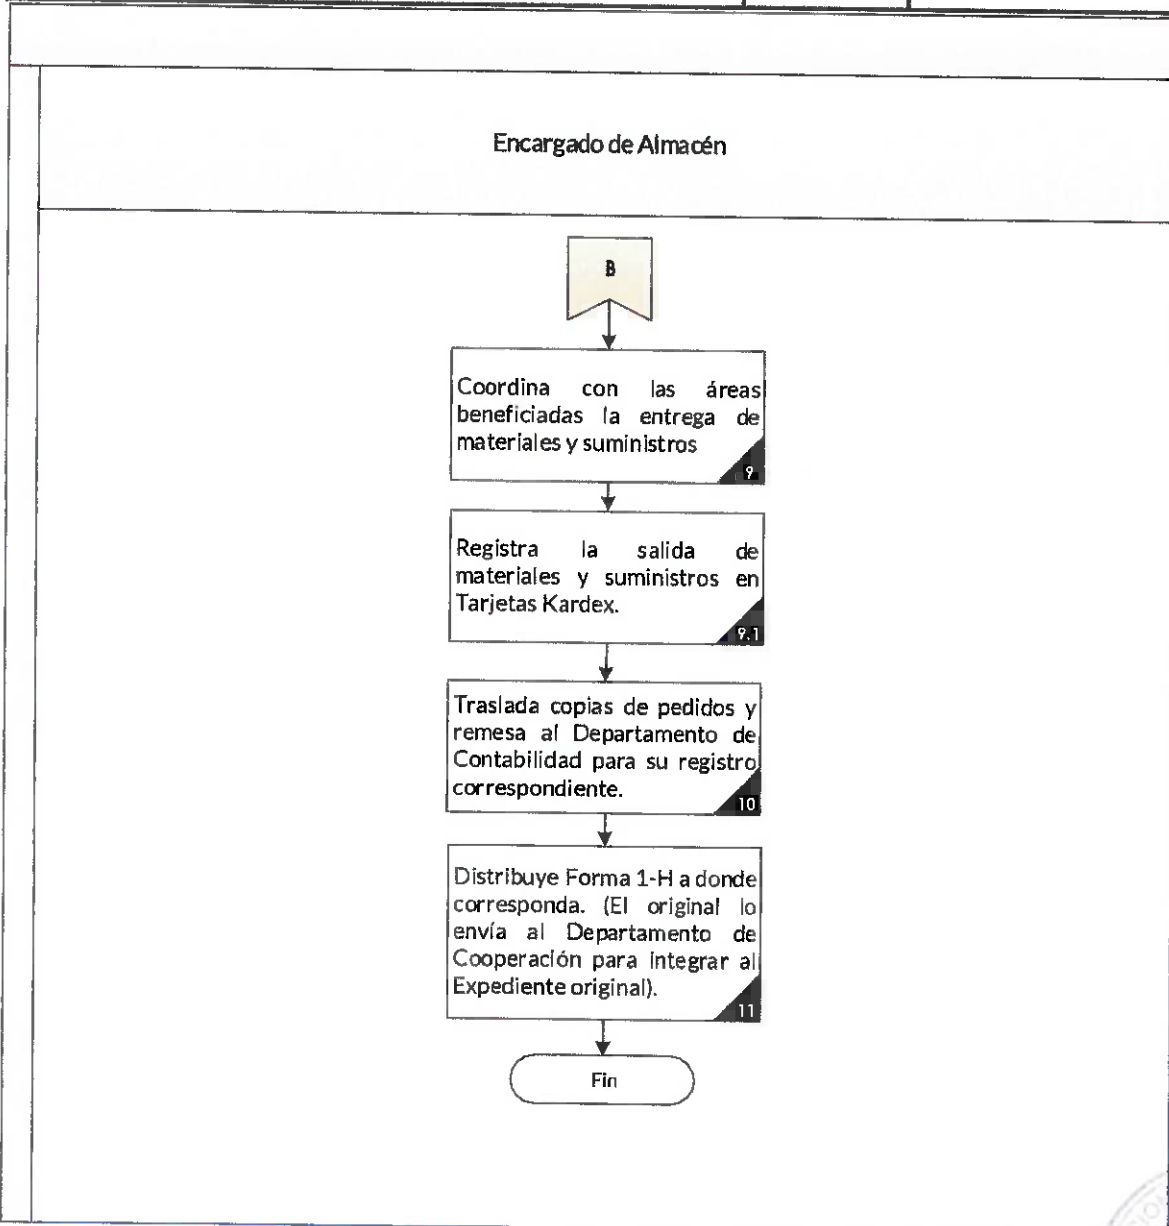 Encargado de Almacén
B
Coordina con las áreas
beneficiadas la entrega de
materiales y suministros
9
Registra la salida de
materiales y suministros en
Tarjetas Kardex.
9.1
Traslada copias de pedidos y
remesa al Departamento de
Contabilidad para su registro
correspondiente.
10
Distribuye Forma 1-H a donde
corresponda. (El original lo
envía al Departamento de
Cooperación para integrar al
Expediente original).
11
Fin